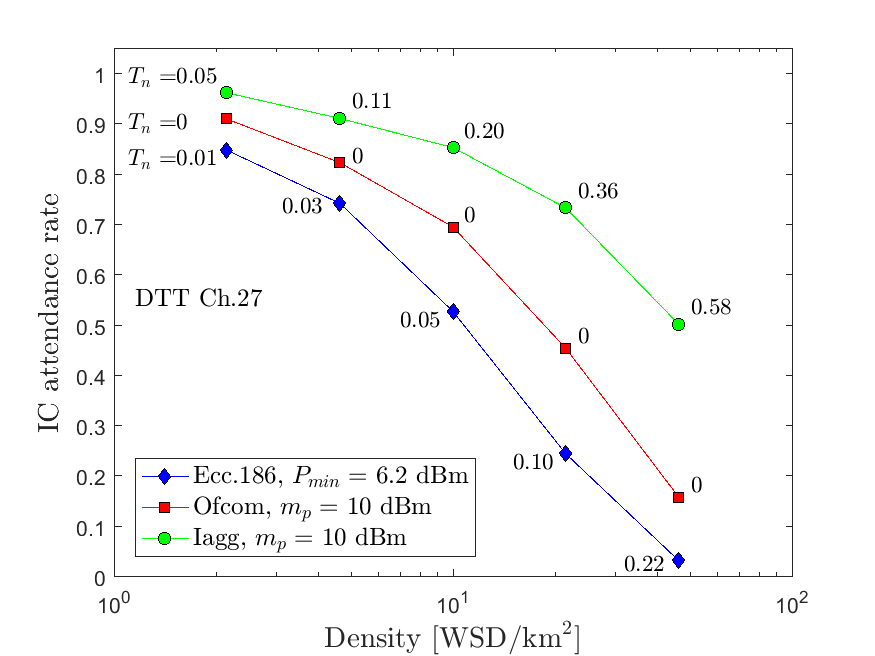 1
0.9
0.8
0.7
0.6
0.5
0.4
0.3
0.2
0.1
0
IC attendance rate
T_n =0.05
0.11
0.20
0.36
0.58
T_n =0
0
0
0
0
T_n =0.01
0.03
0.05
0.10
0.22
DTT Ch.27
Ecc.186, P_min = 6.2 dBm
Ofcom, m_p = 10 dBm
Iagg, m_p = 10 dBm
10^0
10^1
10^2
Density [WSD/km^2]